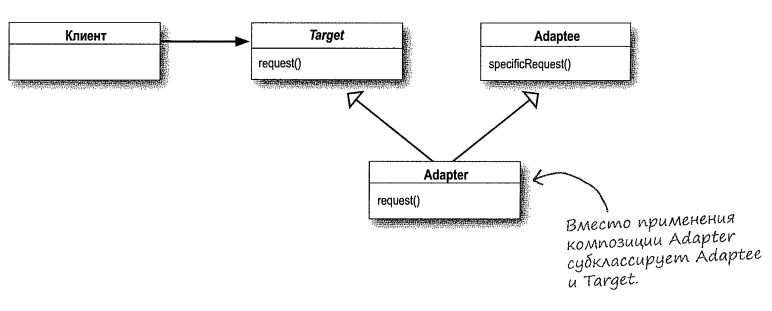 Клиент
Target
request()
Adaptee
specificRequest()
Adapter
request()
Вместо применения
композиции Adapter
субклассирует Adaptee
и Target.